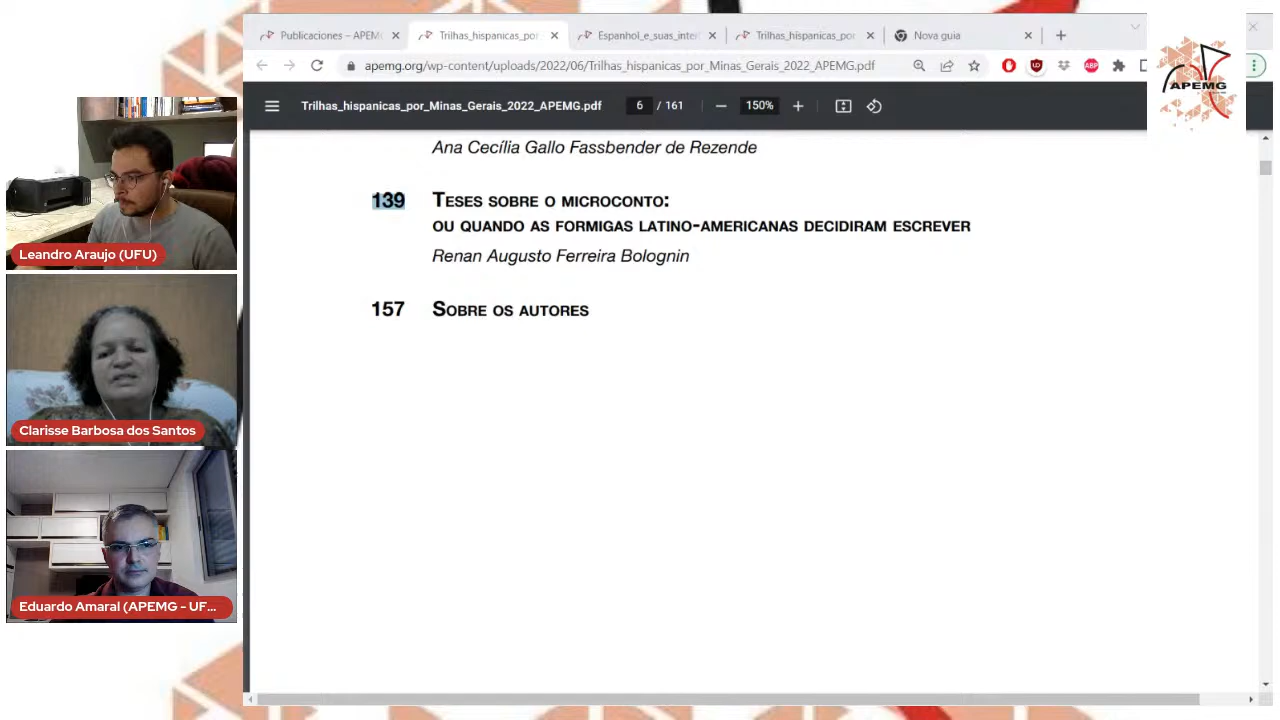 Publicaciones – APEM
Trilhas_hispanicas_por
Espanhol_e_suas_inter
Trilhas_hispanicas_por
Nova guia
apemg.org/wp-content/uploads/2022/06/Trilhas_hispanicas_por_Minas_Gerais_2022_APEMG.pdf
ABP
APEMG
Trilhas_hispanicas_por_Minas_Gerais_2022_APEMG.pdf
6 / 161
150%
Ana Cecília Gallo Fassbender de Rezende
139 TESES SOBRE O MICROCONTO:
OU QUANDO AS FORMIGAS LATINO-AMERICANAS DECIDIRAM ESCREVER
Renan Augusto Ferreira Bolognin
157 SOBRE OS AUTORES
Leandro Araujo (UFU)
Clarisse Barbosa dos Santos
Eduardo Amaral (APEMG - UF...